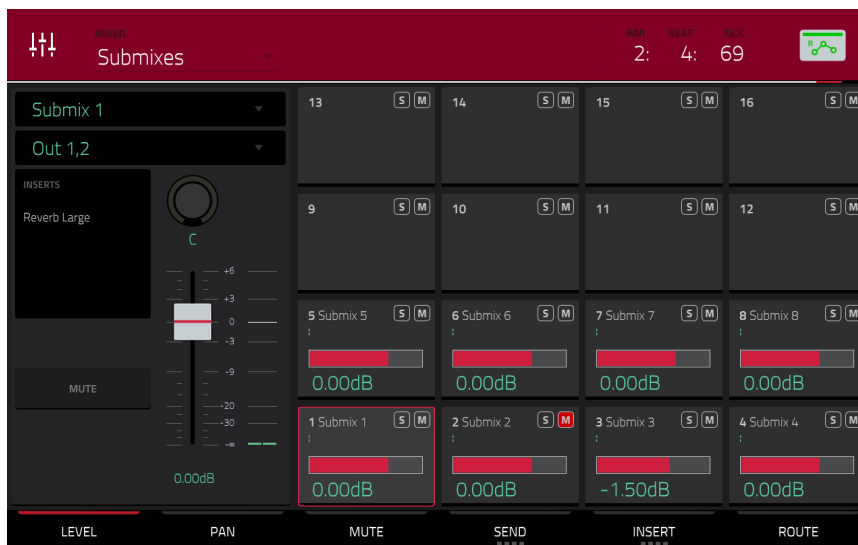 MIXER
Submixes
BAR BEAT TICK
2: 4: 69
R
Submix 1
Out 1,2
INSERTS
Reverb Large
C
+6
+3
0
-3
-9
-20
-30
-∞
0.00dB
MUTE
13 S M
14 S M
15 S M
16 S M
9 S M
10 S M
11 S M
12 S M
5 Submix 5 S M
0.00dB
6 Submix 6 S M
0.00dB
7 Submix 7 S M
0.00dB
8 Submix 8 S M
0.00dB
1 Submix 1 S M
0.00dB
2 Submix 2 S M
0.00dB
3 Submix 3 S M
-1.50dB
4 Submix 4 S M
0.00dB
LEVEL PAN MUTE SEND INSERT ROUTE